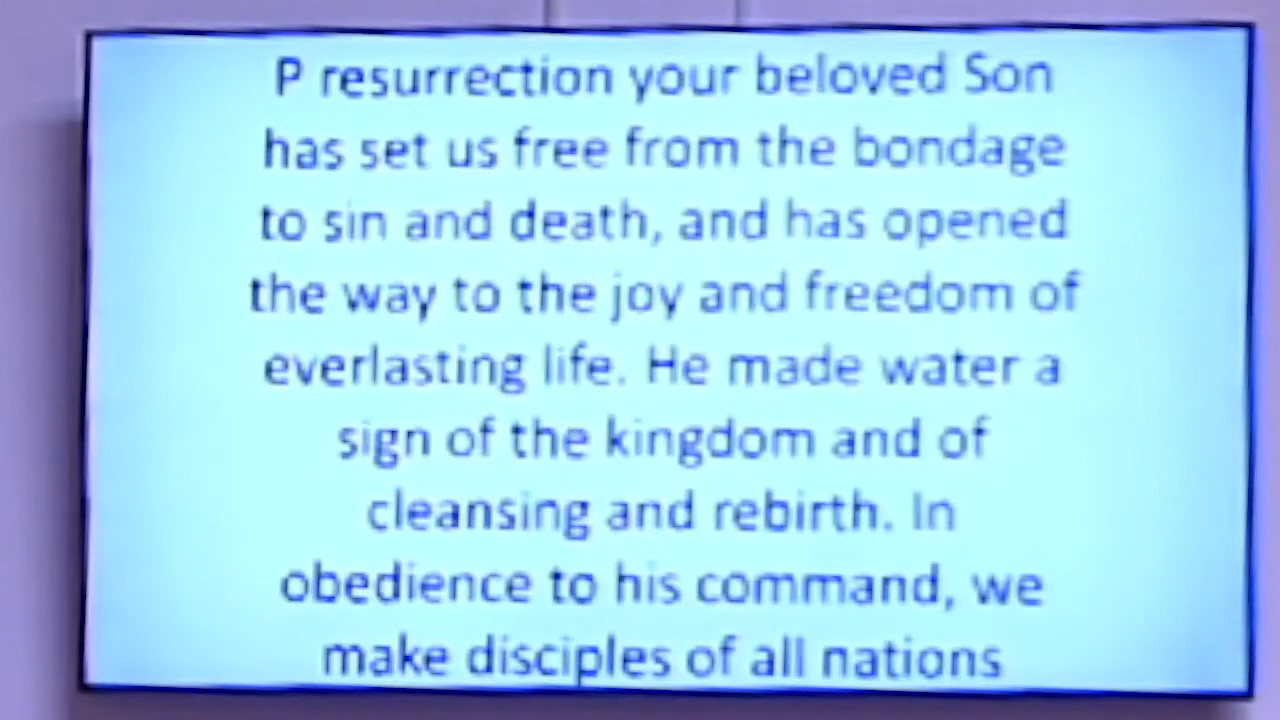 P resurrection your beloved Son
has set us free from the bondage
to sin and death, and has opened
the way to the joy and freedom of
everlasting life. He made water a
sign of the kingdom and of
cleansing and rebirth. In
obedience to his command, we
make disciples of all nations